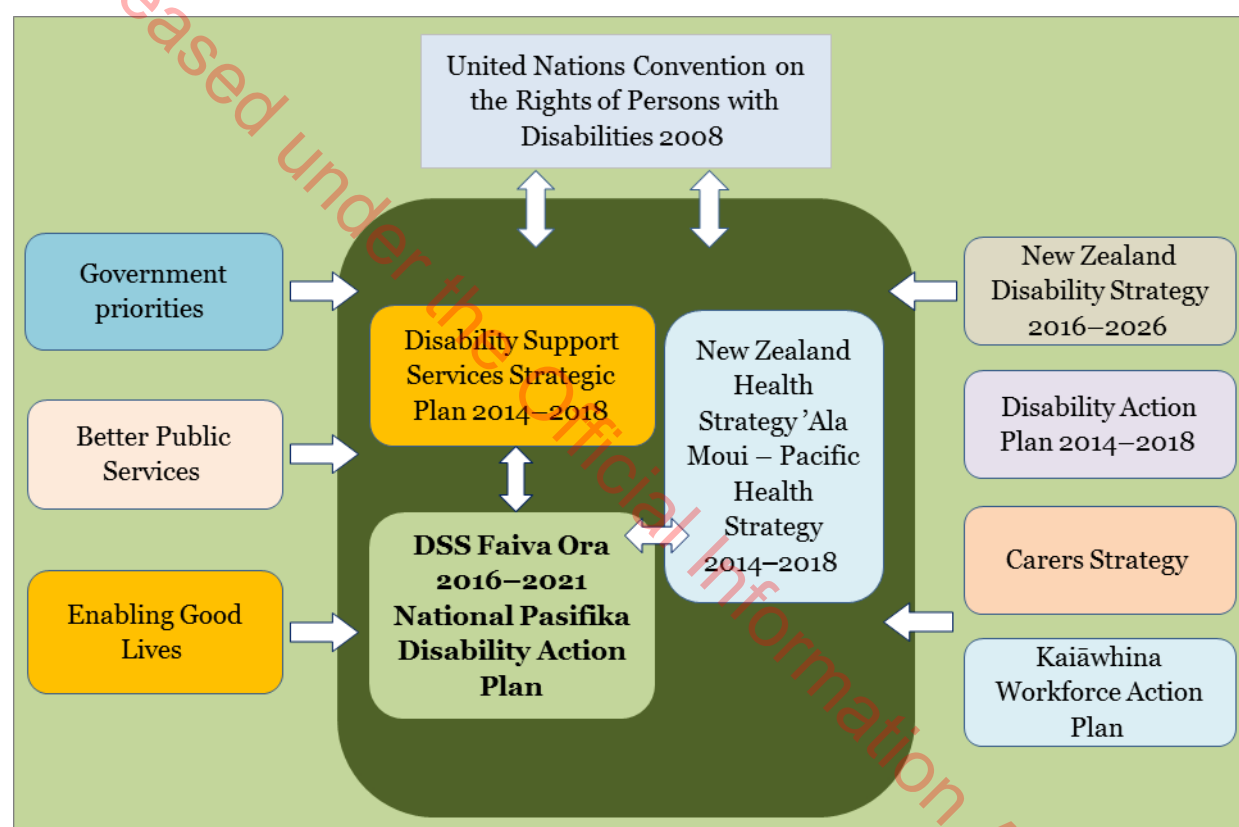 United Nations Convention on
the Rights of Persons with
Disabilities 2008
Government
priorities
Better Public
Services
Enabling Good
Lives
Disability Support
Services Strategic
Plan 2014–2018
DSS Faiva Ora
2016–2021
National Pasifika
Disability Action
Plan
New Zealand
Health
Strategy ’Ala
Moui – Pacific
Health
Strategy
2014–2018
New Zealand
Disability Strategy
2016–2026
Disability Action
Plan 2014–2018
Carers Strategy
Kaiāwhina
Workforce Action
Plan
under the Official Information